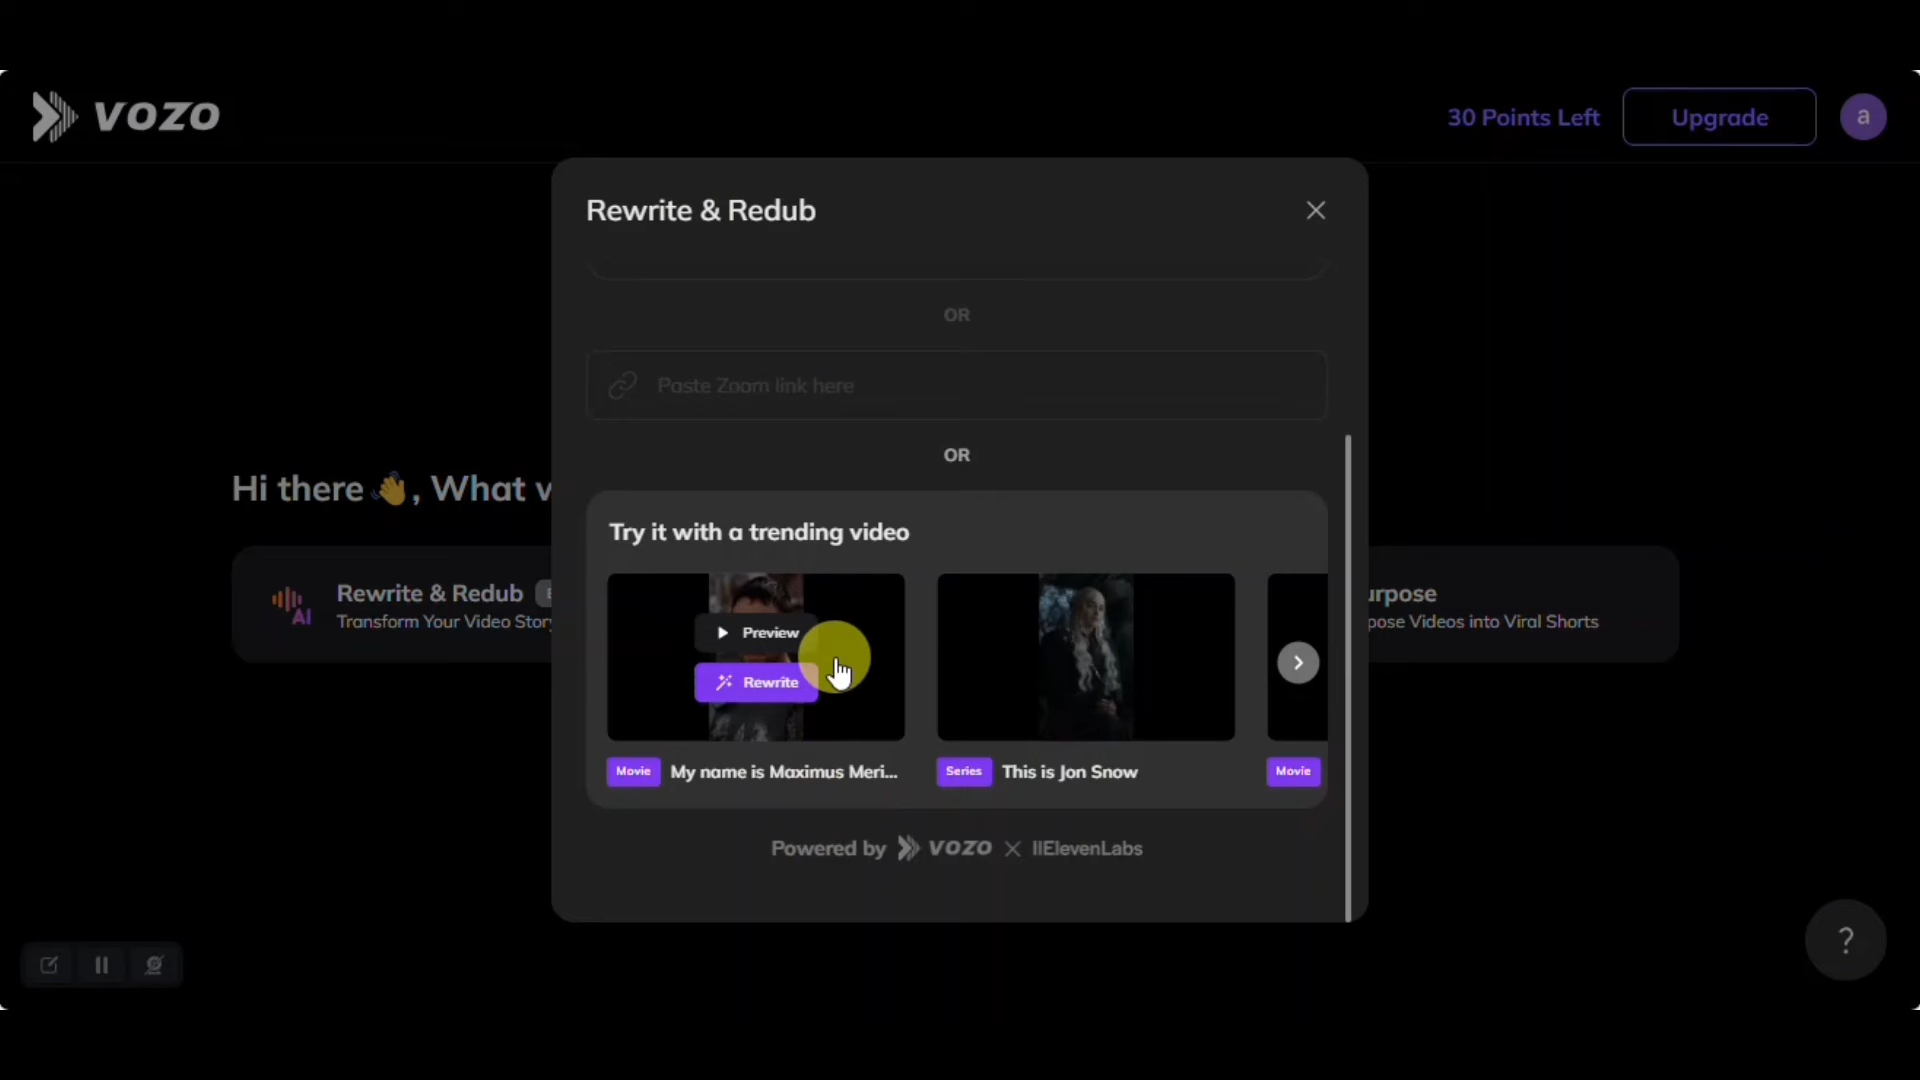 VOZO
30 Points Left
Upgrade
a
Rewrite & Redub
OR
Paste Zoom link here
OR
Hi there 👋, What
Try it with a trending video
Rewrite & Redub
AI
Transform Your Video Story
Preview
Rewrite
pose Videos into Viral Shorts
Movie My name is Maximus Meri...
Series This is Jon Snow
Movie
Powered by VOZO X IIElevenLabs
?